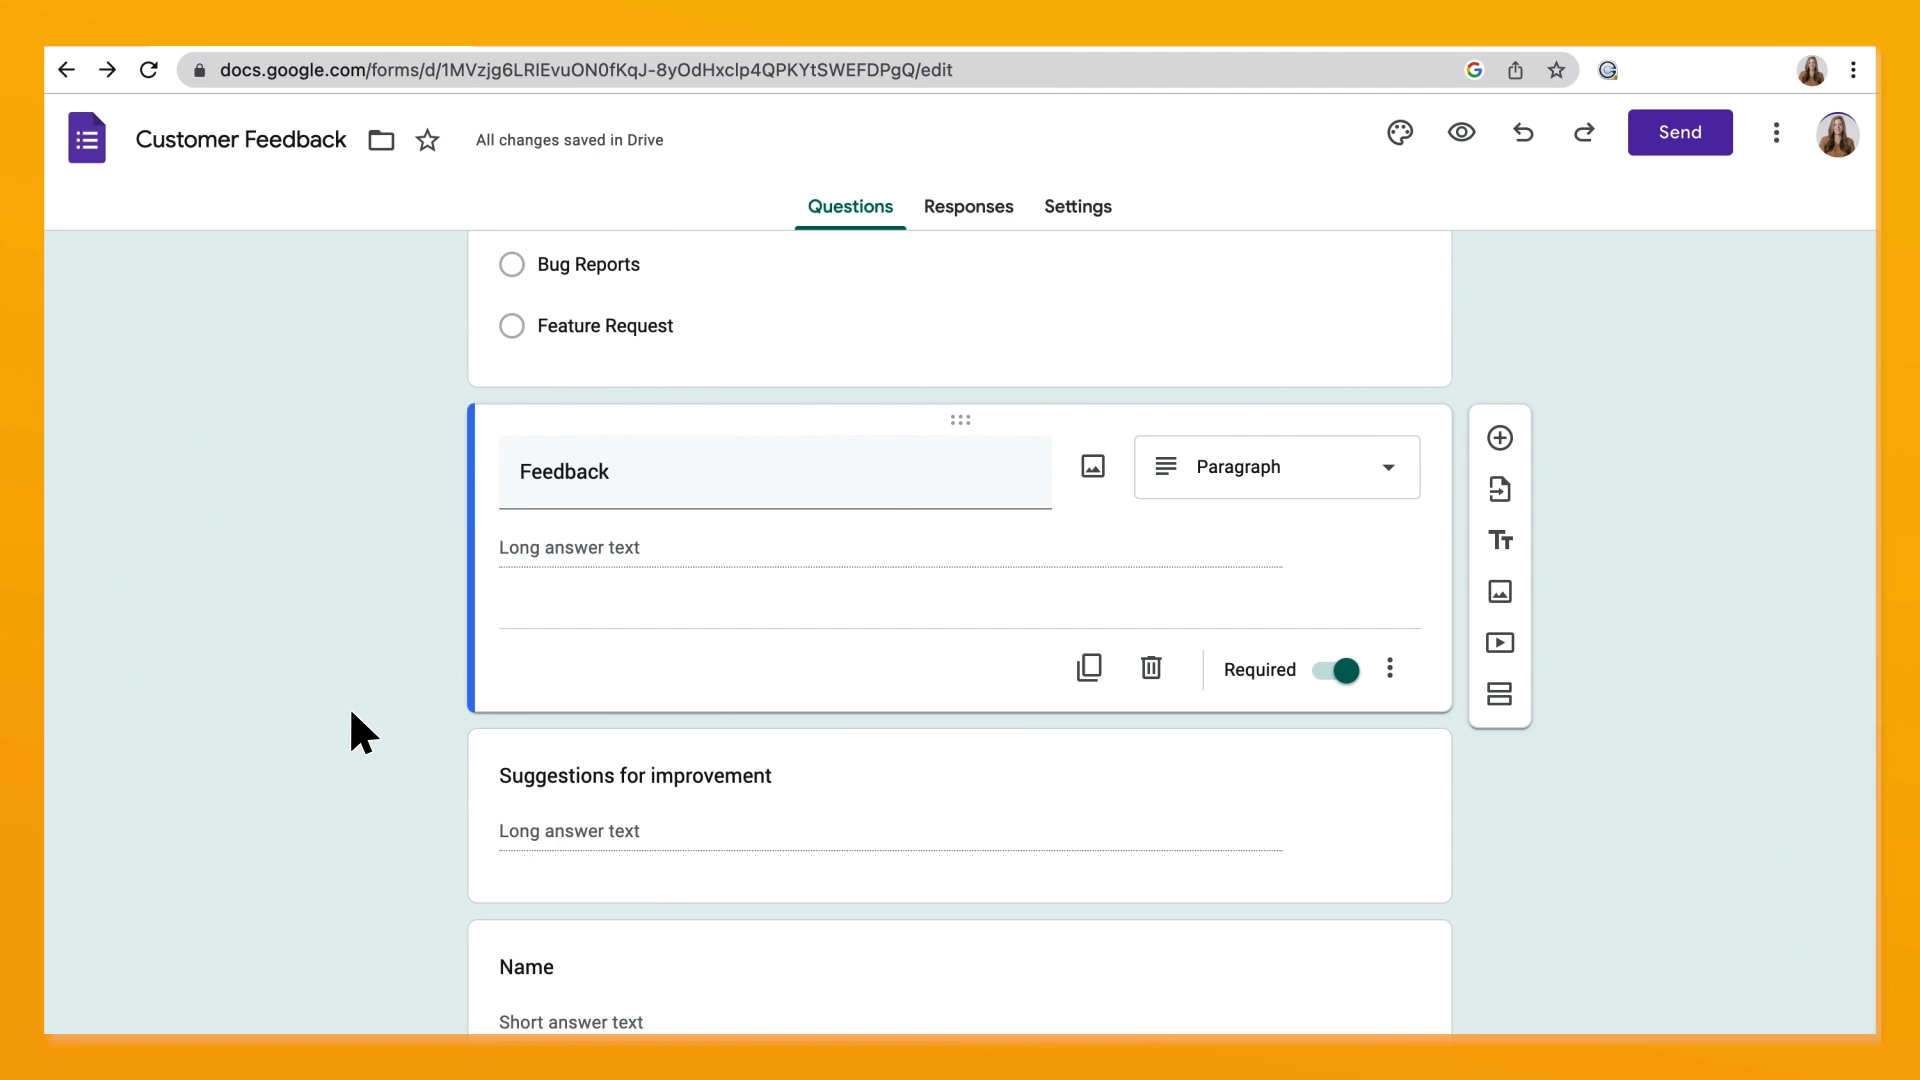 docs.google.com/forms/d/1MVzjg6LRlEvuON0fKqJ-8yOdHxclp4QPKYtSWEFDPgQ/edit
Customer Feedback
All changes saved in Drive
Send
Questions Responses Settings
Bug Reports
Feature Request
Feedback
Paragraph
Long answer text
Required
Suggestions for improvement
Long answer text
Name
Short answer text